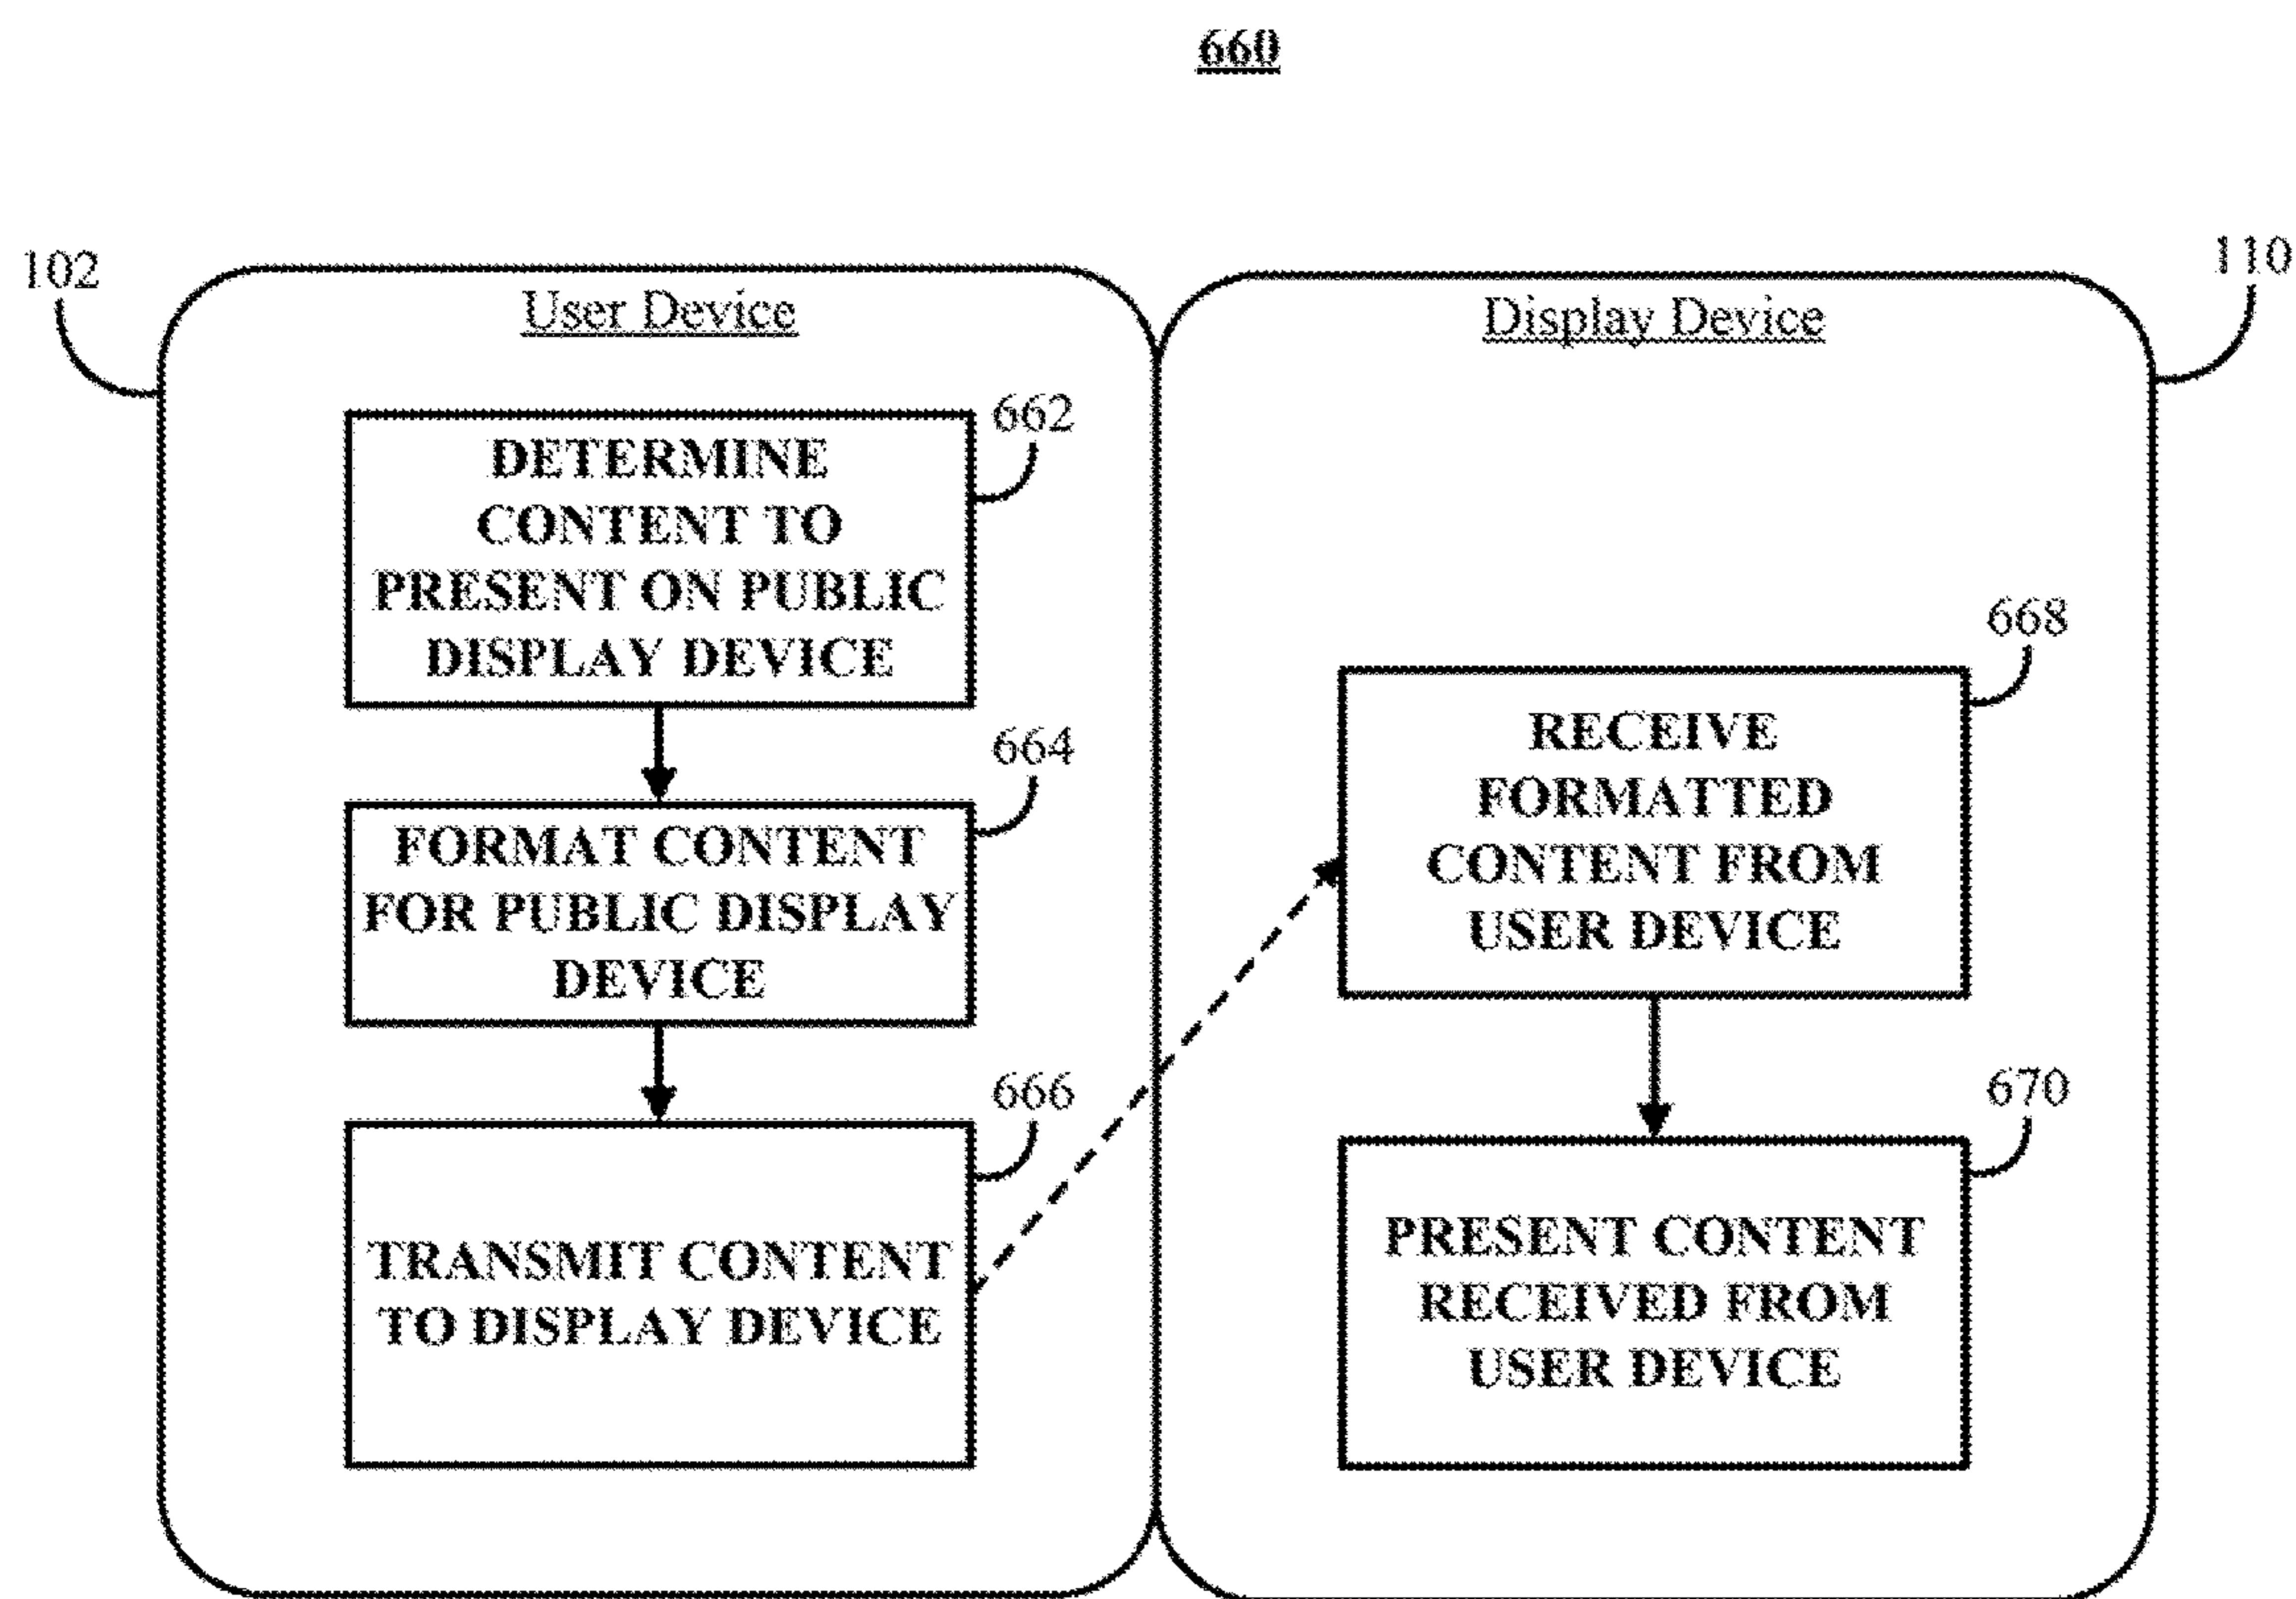 660
102
110
User Device
Display Device
662
DETERMINE
CONTENT TO
PRESENT ON PUBLIC
DISPLAY DEVICE
664
FORMAT CONTENT
FOR PUBLIC DISPLAY
DEVICE
666
TRANSMIT CONTENT
TO DISPLAY DEVICE
668
RECEIVE
FORMATTED
CONTENT FROM
USER DEVICE
670
PRESENT CONTENT
RECEIVED FROM
USER DEVICE